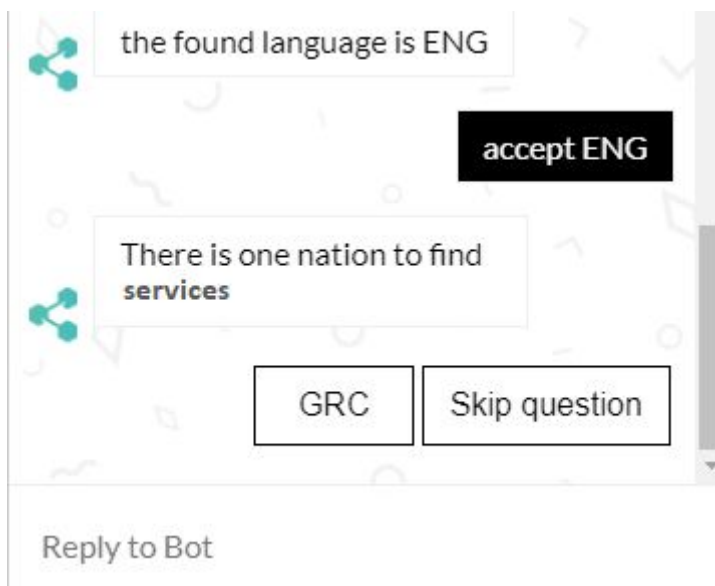 the found language is ENG
accept ENG
There is one nation to find
services
GRC
Skip question
Reply to Bot